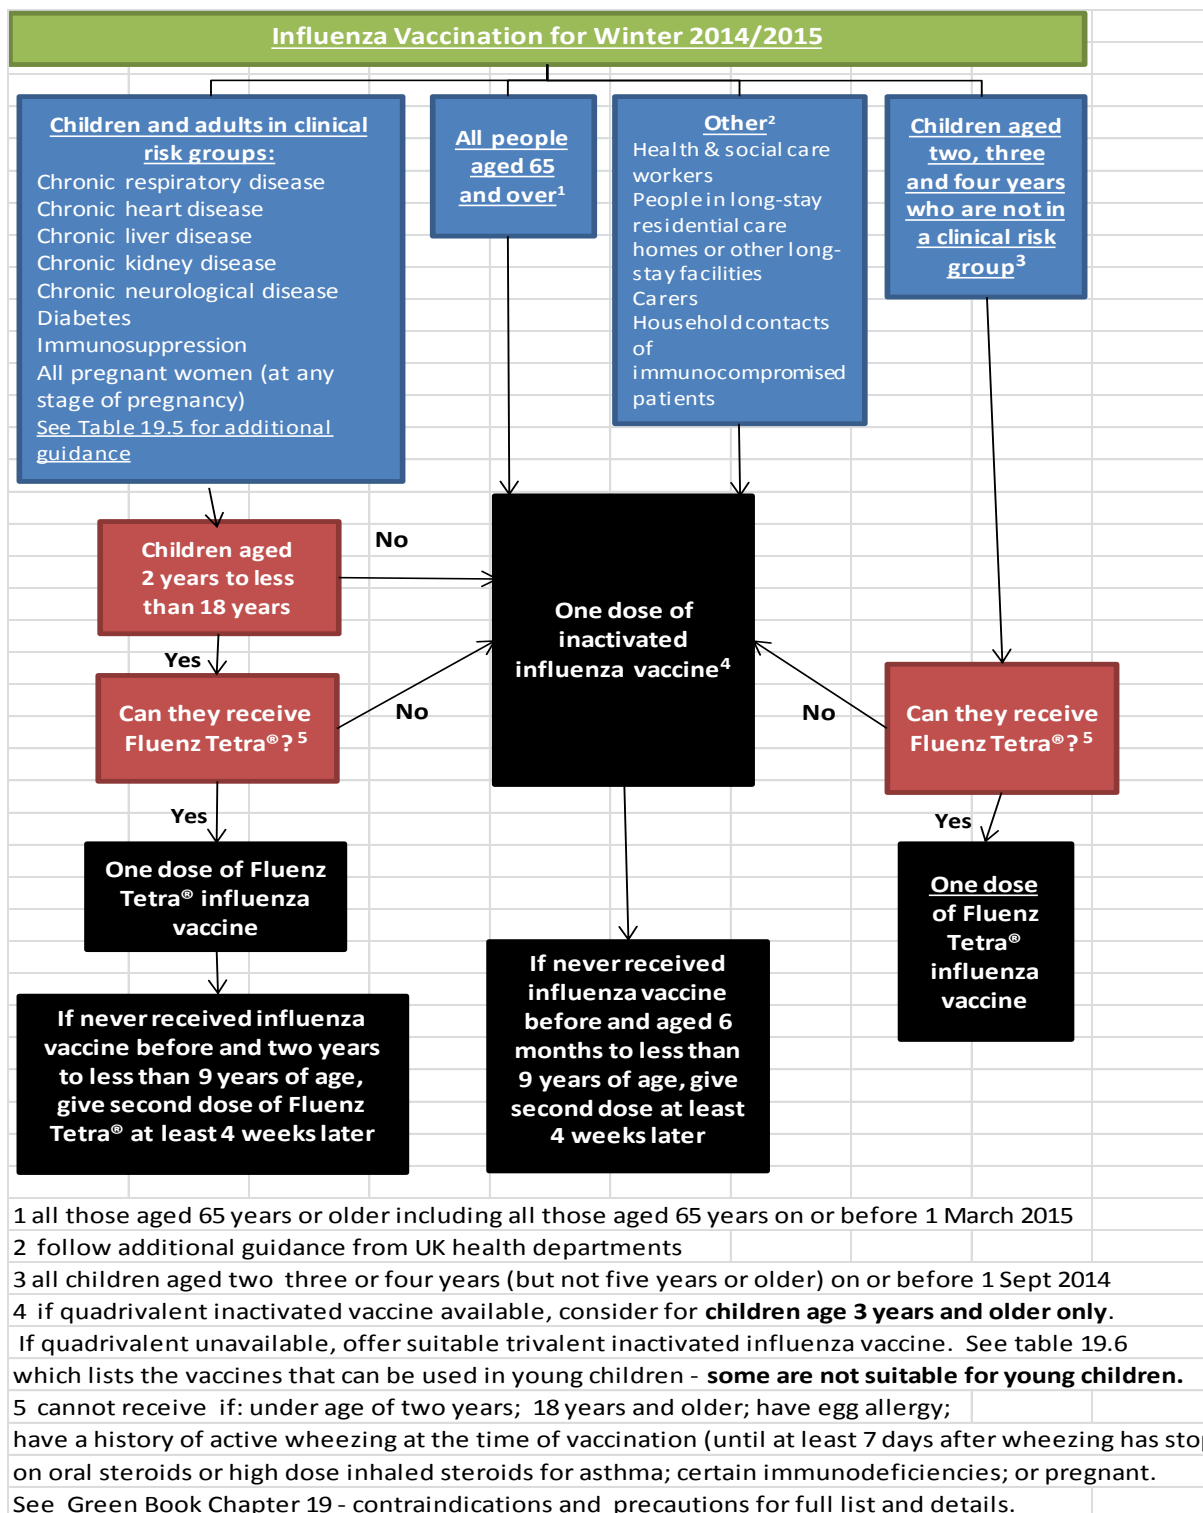 Influenza Vaccination for Winter 2014/2015
Children and adults in clinical
risk groups:
Chronic respiratory disease
Chronic heart disease
Chronic liver disease
Chronic kidney disease
Chronic neurological disease
Diabetes
Immunosuppression
All pregnant women (at any
stage of pregnancy)
See Table 19.5 for additional
guidance
All people
aged 65
and over¹
Other²
Health & social care
workers
People in long-stay
residential care
homes or other long-
stay facilities
Carers
Household contacts
of
immunocompromised
patients
Children aged
two, three
and four years
who are not in
a clinical risk
group³
Children aged
2 years to less
than 18 years
No
Yes
Can they receive
Fluenz Tetra®? ⁵
No
Yes
One dose of Fluenz
Tetra® influenza
vaccine
If never received influenza
vaccine before and two years
to less than 9 years of age,
give second dose of Fluenz
Tetra® at least 4 weeks later
One dose of
inactivated
influenza vaccine⁴
If never received
influenza vaccine
before and aged 6
months to less than
9 years of age, give
second dose at least
4 weeks later
No
Can they receive
Fluenz Tetra®? ⁵
Yes
One dose
of Fluenz
Tetra®
influenza
vaccine
1 all those aged 65 years or older including all those aged 65 years on or before 1 March 2015
2 follow additional guidance from UK health departments
3 all children aged two three or four years (but not five years or older) on or before 1 Sept 2014
4 if quadrivalent inactivated vaccine available, consider for children age 3 years and older only.
If quadrivalent unavailable, offer suitable trivalent inactivated influenza vaccine. See table 19.6
which lists the vaccines that can be used in young children - some are not suitable for young children.
5 cannot receive if: under age of two years; 18 years and older; have egg allergy;
have a history of active wheezing at the time of vaccination (until at least 7 days after wheezing has stop
on oral steroids or high dose inhaled steroids for asthma; certain immunodeficiencies; or pregnant.
See Green Book Chapter 19 - contraindications and precautions for full list and details.